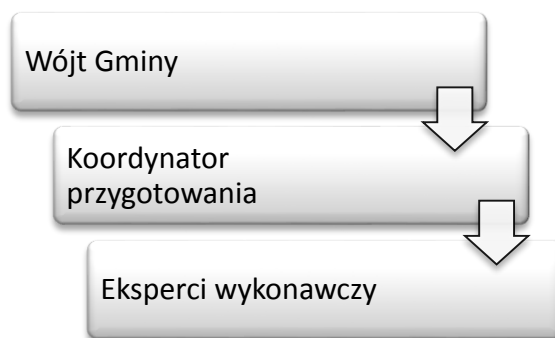 Wójt Gminy
Koordynator
przygotowania
Eksperci wykonawczy